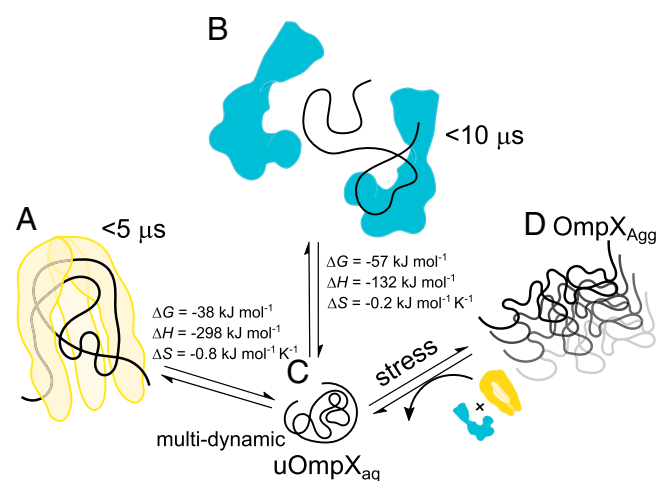 B
<10 μs
A
<5 μs
D OmpXAgg
ΔG = -57 kJ mol-1
ΔH = -132 kJ mol-1
ΔS = -0.2 kJ mol-1 K-1
ΔG = -38 kJ mol-1
ΔH = -298 kJ mol-1
ΔS = -0.8 kJ mol-1 K-1
C
stress
+
multi-dynamic
uOmpXaq